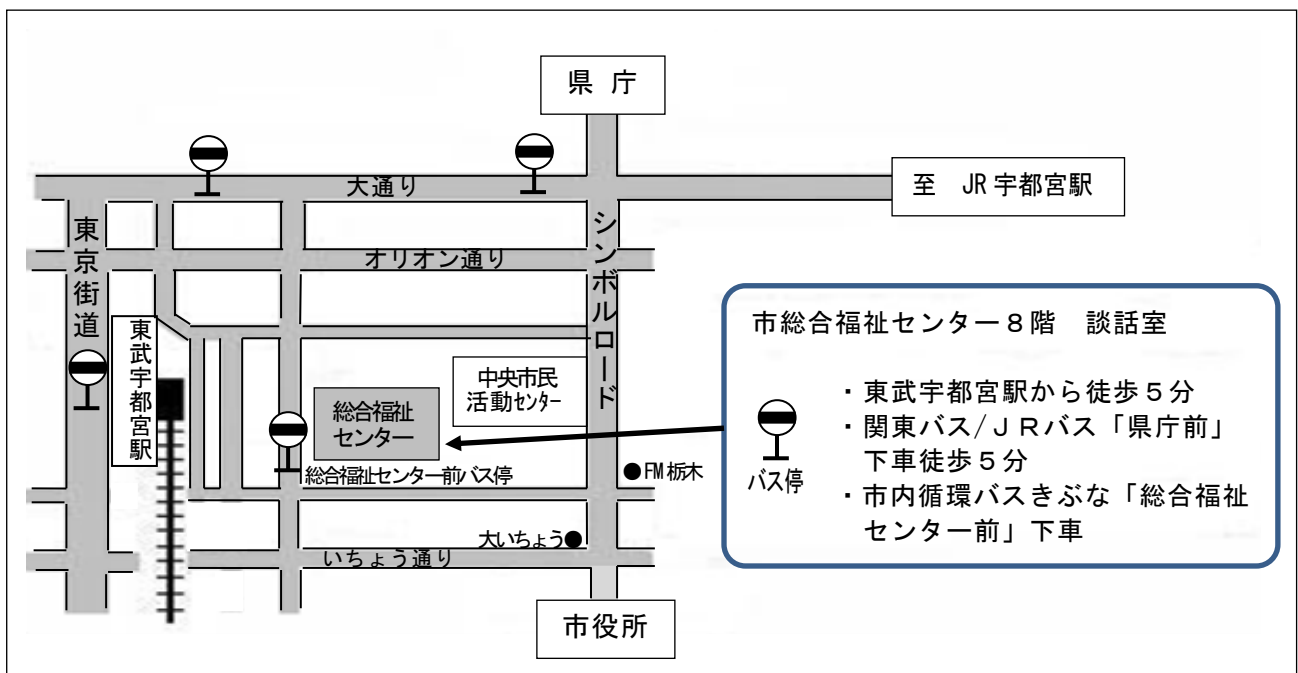 県 庁
大通り
至 JR宇都宮駅
東京街道
シンボルロード
オリオン通り
東武宇都宮駅
中央市民
活動センター
総合福祉
センター
総合福祉センター前バス停
●FM栃木
大いちょう●
いちょう通り
市役所
市総合福祉センター８階 談話室
・東武宇都宮駅から徒歩５分
・関東バス/ＪＲバス「県庁前」
下車徒歩５分
・市内循環バスきぶな「総合福祉
センター前」下車
バス停